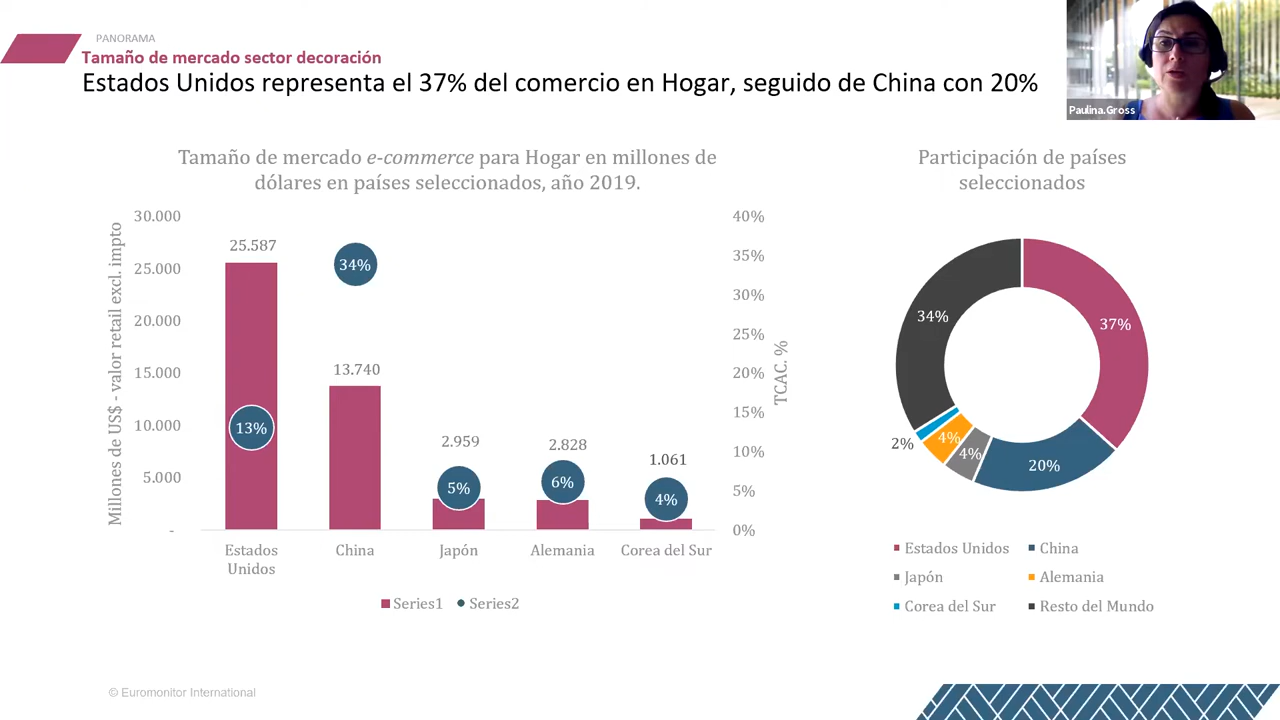 PANORAMA
Tamaño de mercado sector decoración
Estados Unidos representa el 37% del comercio en Hogar, seguido de China con 20%
Paulina.Gross
Tamaño de mercado e-commerce para Hogar en millones de
dólares en países seleccionados, año 2019.
Millones de US$ - valor retail excl. impto
30.000
25.000
20.000
15.000
10.000
5.000
-
25.587
13.740
2.959
2.828
1.061
13%
34%
5%
6%
4%
40%
35%
30%
25%
20%
15%
10%
5%
0%
TCAC. %
Estados
Unidos
China
Japón
Alemania
Corea del Sur
Series1
Series2
Participación de países
seleccionados
37%
20%
4%
4%
2%
34%
Estados Unidos
China
Japón
Alemania
Corea del Sur
Resto del Mundo
© Euromonitor International